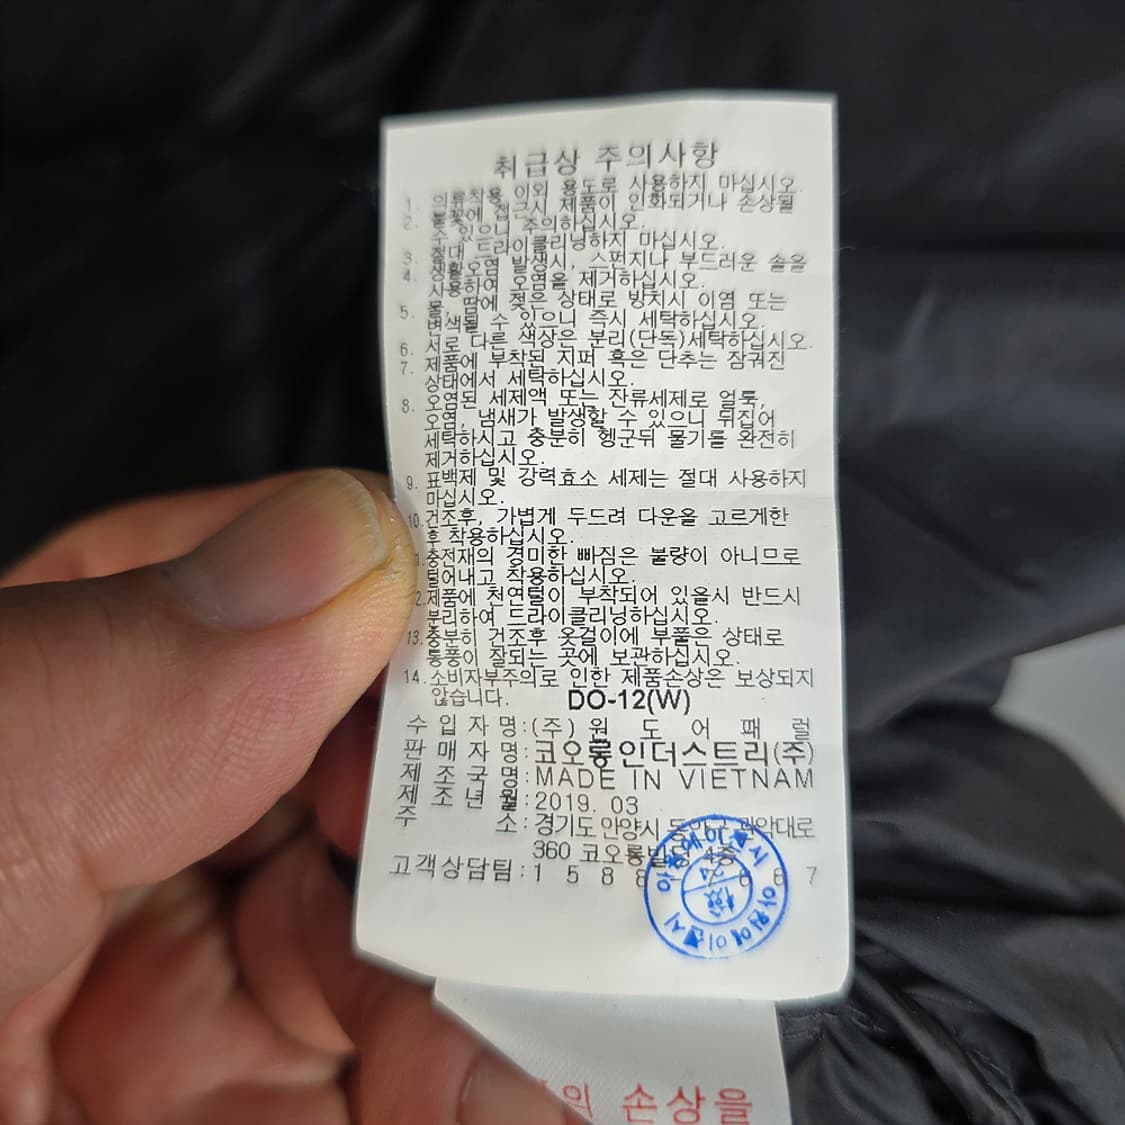 취급상 주의사항
1. 의류착용 이외 용도로 사용하지 마십시오.
2. 불꽃에 접근시 제품이 인화되거나 손상될
수 있으니 주의하십시오.
3. 절대 드라이클리닝하지 마십시오.
4. 생활오염 발생시, 스펀지나 부드러운 솔을
사용하여 오염을 제거하십시오.
5. 물, 땀에 젖은 상태로 방치시 이염 또는
변색될 수 있으니 즉시 세탁하십시오.
6. 서로 다른 색상은 분리(단독)세탁하십시오.
7. 제품에 부착된 지퍼 혹은 단추는 잠궈진
상태에서 세탁하십시오.
8. 오염된 세제액 또는 잔류세제로 얼룩,
오염, 냄새가 발생할 수 있으니 뒤집어
세탁하시고 충분히 헹군뒤 물기를 완전히
제거하십시오.
9. 표백제 및 강력효소 세제는 절대 사용하지
마십시오.
10. 건조후, 가볍게 두드려 다운을 고르게한
후 착용하십시오.
충전재의 경미한 빠짐은 불량이 아니므로
털어내고 착용하십시오.
2. 제품에 천연털이 부착되어 있을시 반드시
분리하여 드라이클리닝하십시오.
13. 충분히 건조후 옷걸이에 부풀은 상태로
통풍이 잘되는 곳에 보관하십시오.
14. 소비자부주의로 인한 제품손상은 보상되지
않습니다. DO-12(W)
수입자명:(주)원도어패럴
판매자명:코오롱인더스트리(주)
제조국명:MADE IN VIETNAM
제조년월:2019. 03
주 소:경기도 안양시 동안구 관악대로
360 코오롱빌딩 4층
고객상담팀:1588 7667
검
손상을